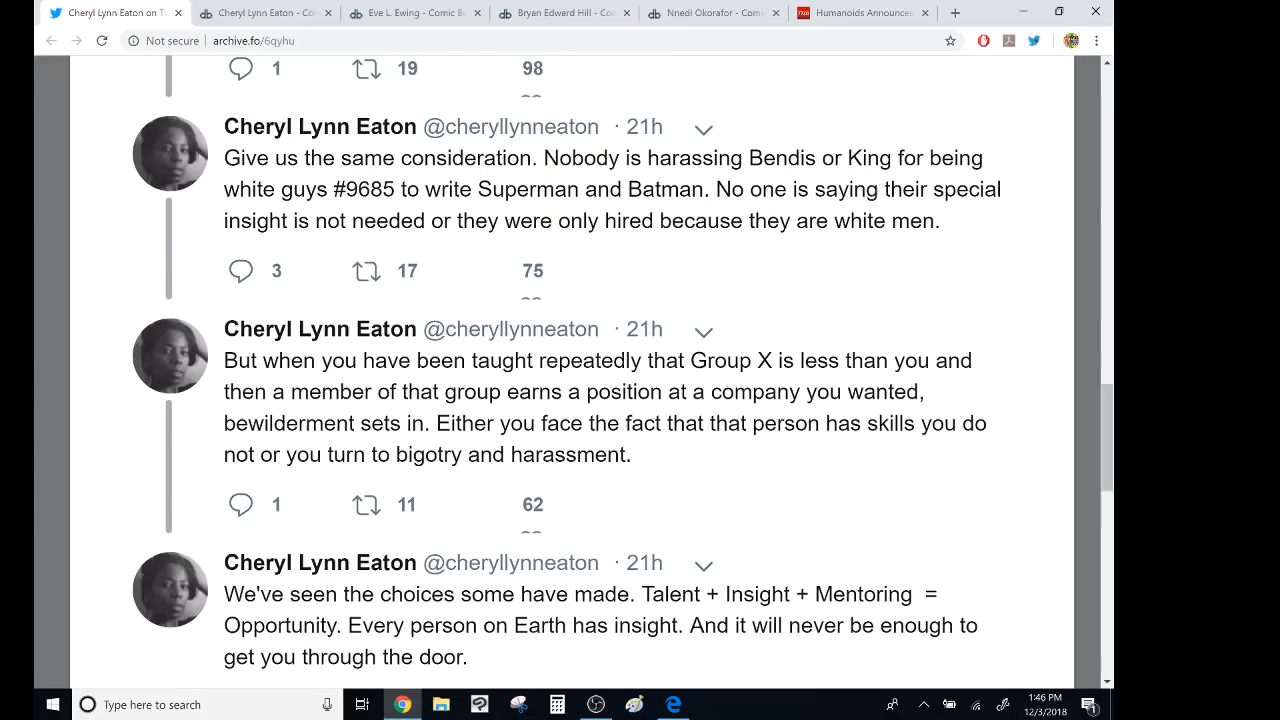 Cheryl Lynn Eaton on Tw
Cheryl Lynn Eaton - Con
Eve L. Ewing - Comic Be
Bryan Edward Hill - Com
Nnedi Okorafor - Com
Humanoids Announces
Not secure | archive.fo/6qyhu
1 19 98
Cheryl Lynn Eaton @cheryllynneaton · 21h
Give us the same consideration. Nobody is harassing Bendis or King for being
white guys #9685 to write Superman and Batman. No one is saying their special
insight is not needed or they were only hired because they are white men.
3 17 75
Cheryl Lynn Eaton @cheryllynneaton · 21h
But when you have been taught repeatedly that Group X is less than you and
then a member of that group earns a position at a company you wanted,
bewilderment sets in. Either you face the fact that that person has skills you do
not or you turn to bigotry and harassment.
1 11 62
Cheryl Lynn Eaton @cheryllynneaton · 21h
We've seen the choices some have made. Talent + Insight + Mentoring =
Opportunity. Every person on Earth has insight. And it will never be enough to
get you through the door.
Type here to search
1:46 PM
12/3/2018
1